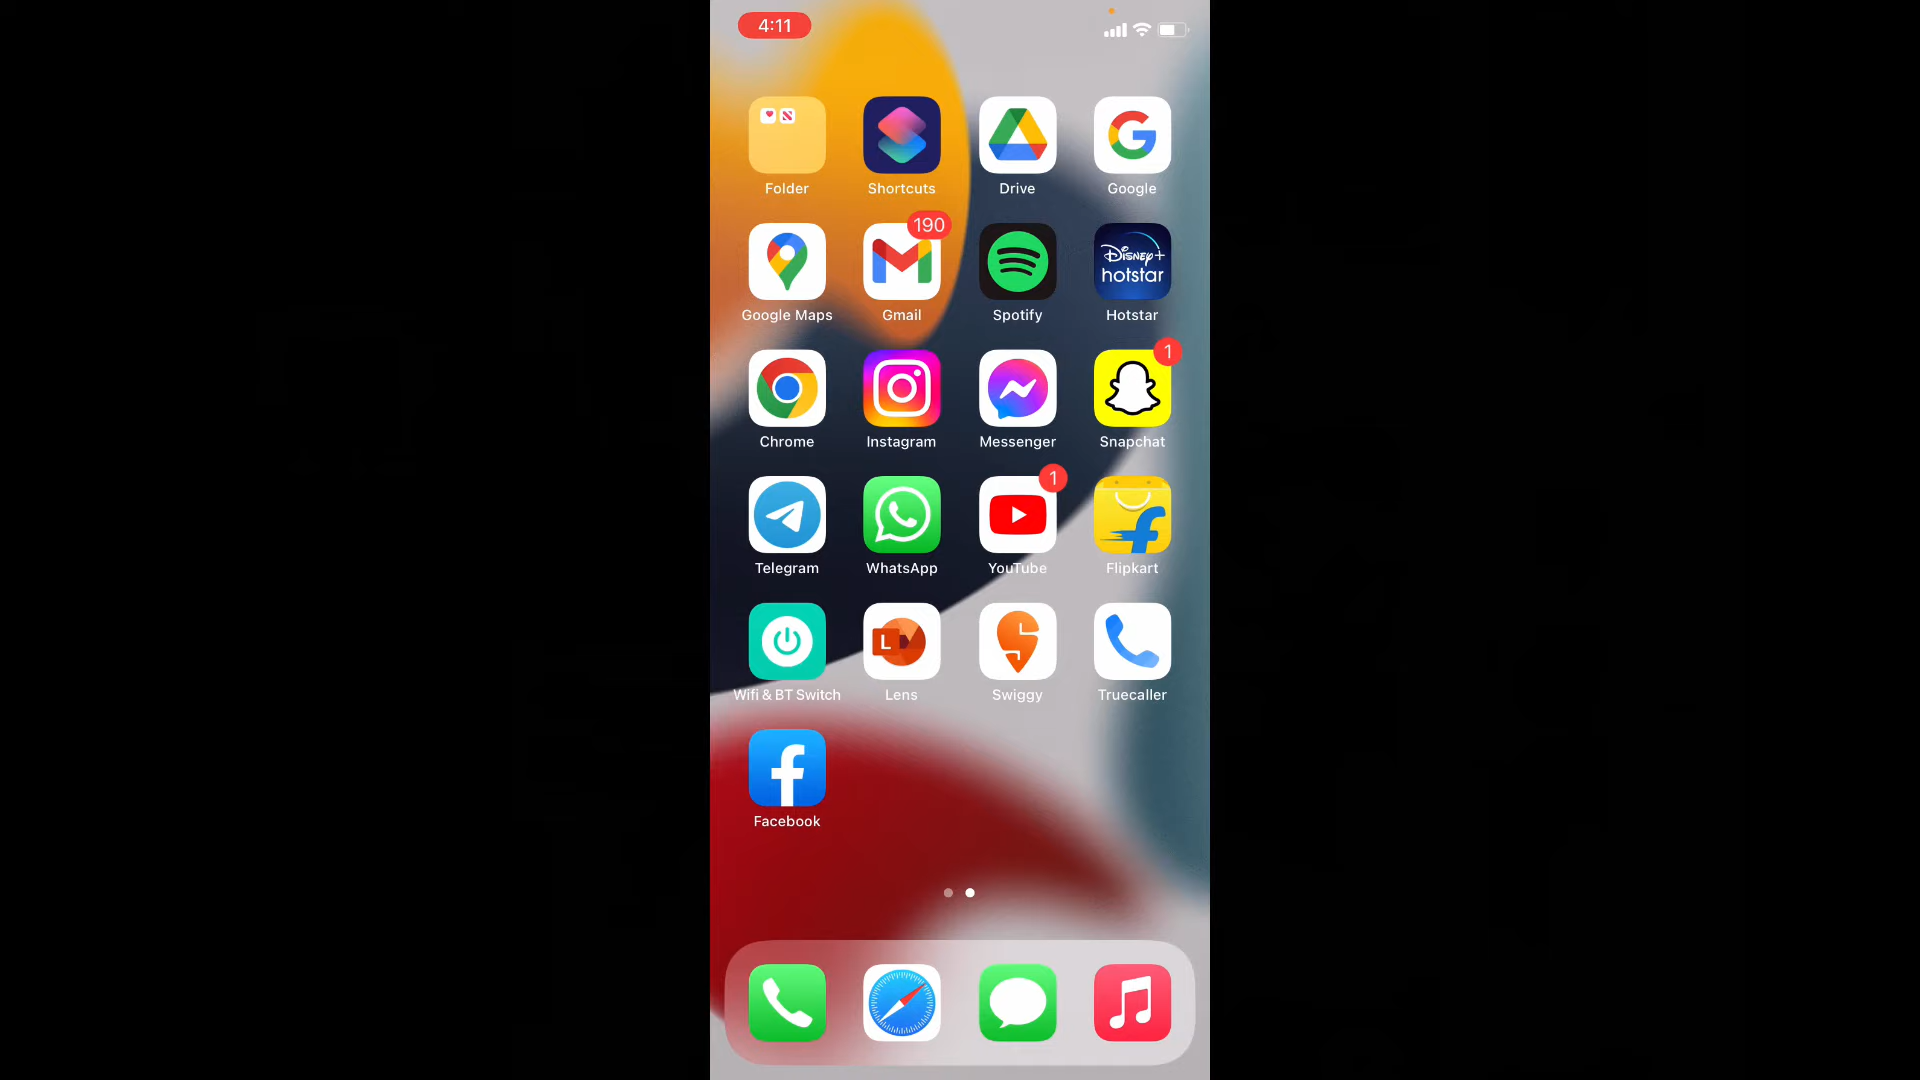 4:11
Folder Shortcuts Drive Google
190
Disney+
hotstar
Google Maps Gmail Spotify Hotstar
1
Chrome Instagram Messenger Snapchat
1
Telegram WhatsApp YouTube Flipkart
L
Wifi & BT Switch Lens Swiggy Truecaller
Facebook